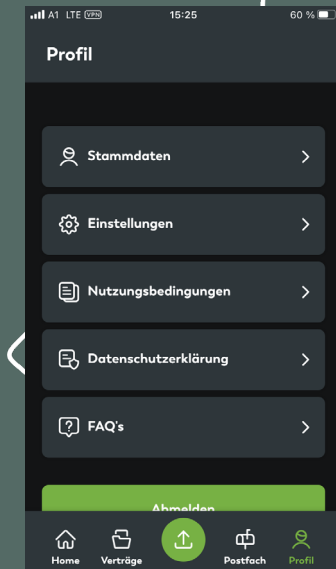 A1 LTE VPN 15:25 60 %
Profil
Stammdaten
Einstellungen
Nutzungsbedingungen
Datenschutzerklärung
FAQ's
Abmelden
Home Verträge Postfach Profil